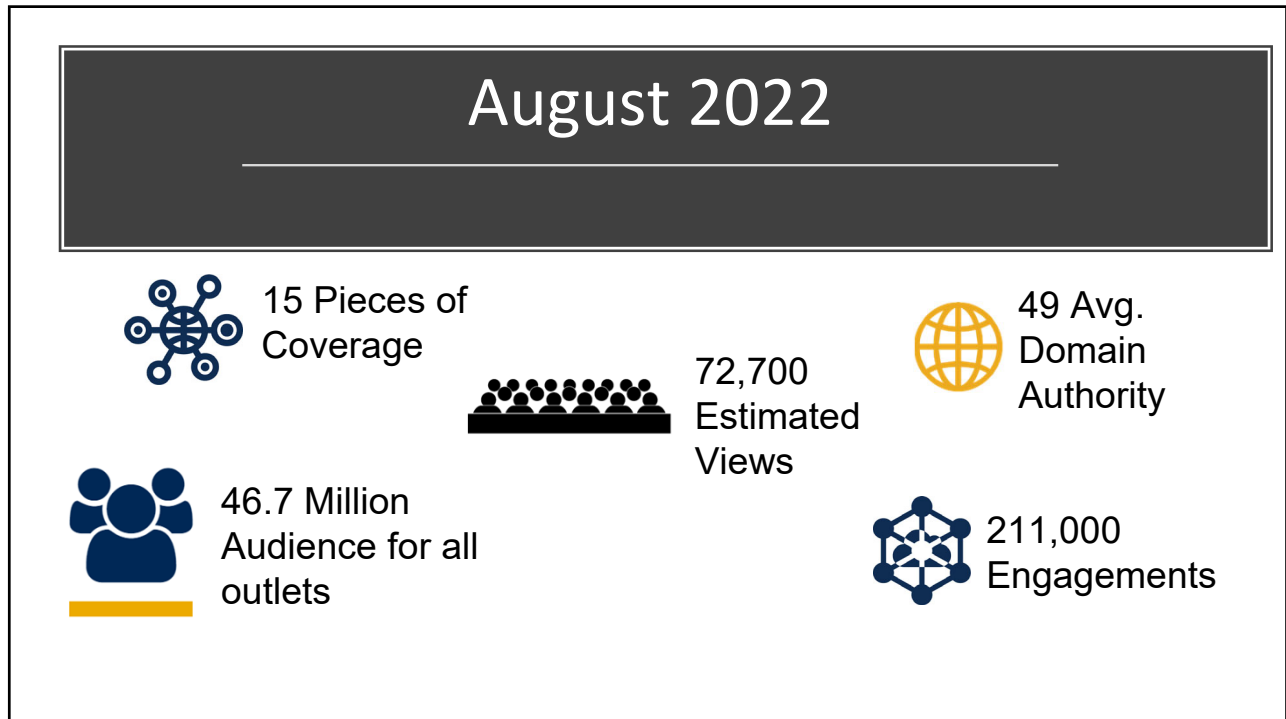 August 2022
15 Pieces of
Coverage
72,700
Estimated
Views
49 Avg.
Domain
Authority
46.7 Million
Audience for all
outlets
211,000
Engagements